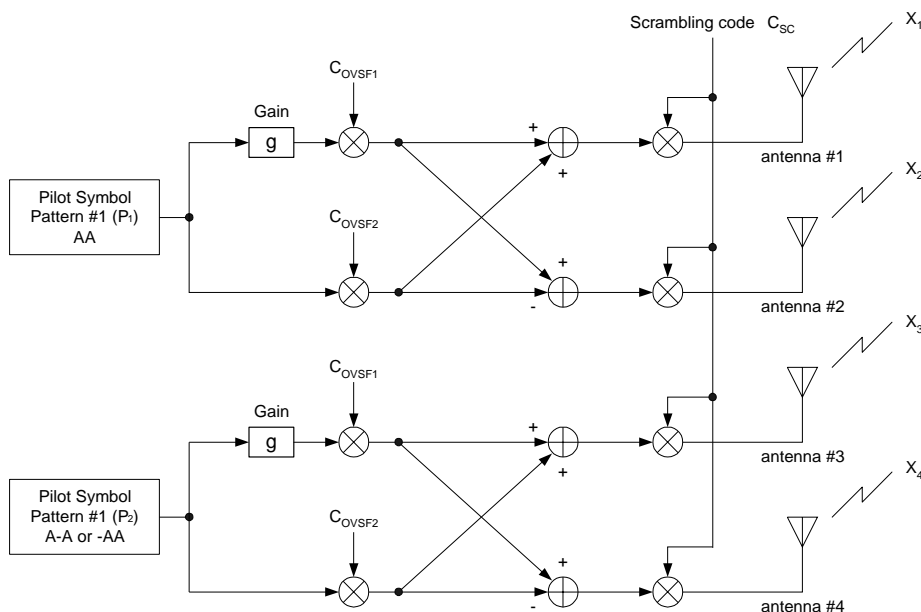 Scrambling code C_SC
X_1
C_OVSF1
Gain
g
+
+
antenna #1
Pilot Symbol
Pattern #1 (P_1)
AA
X_2
C_OVSF2
+
-
antenna #2
X_3
C_OVSF1
Gain
g
+
+
antenna #3
Pilot Symbol
Pattern #1 (P_2)
A-A or -AA
X_4
C_OVSF2
+
-
antenna #4